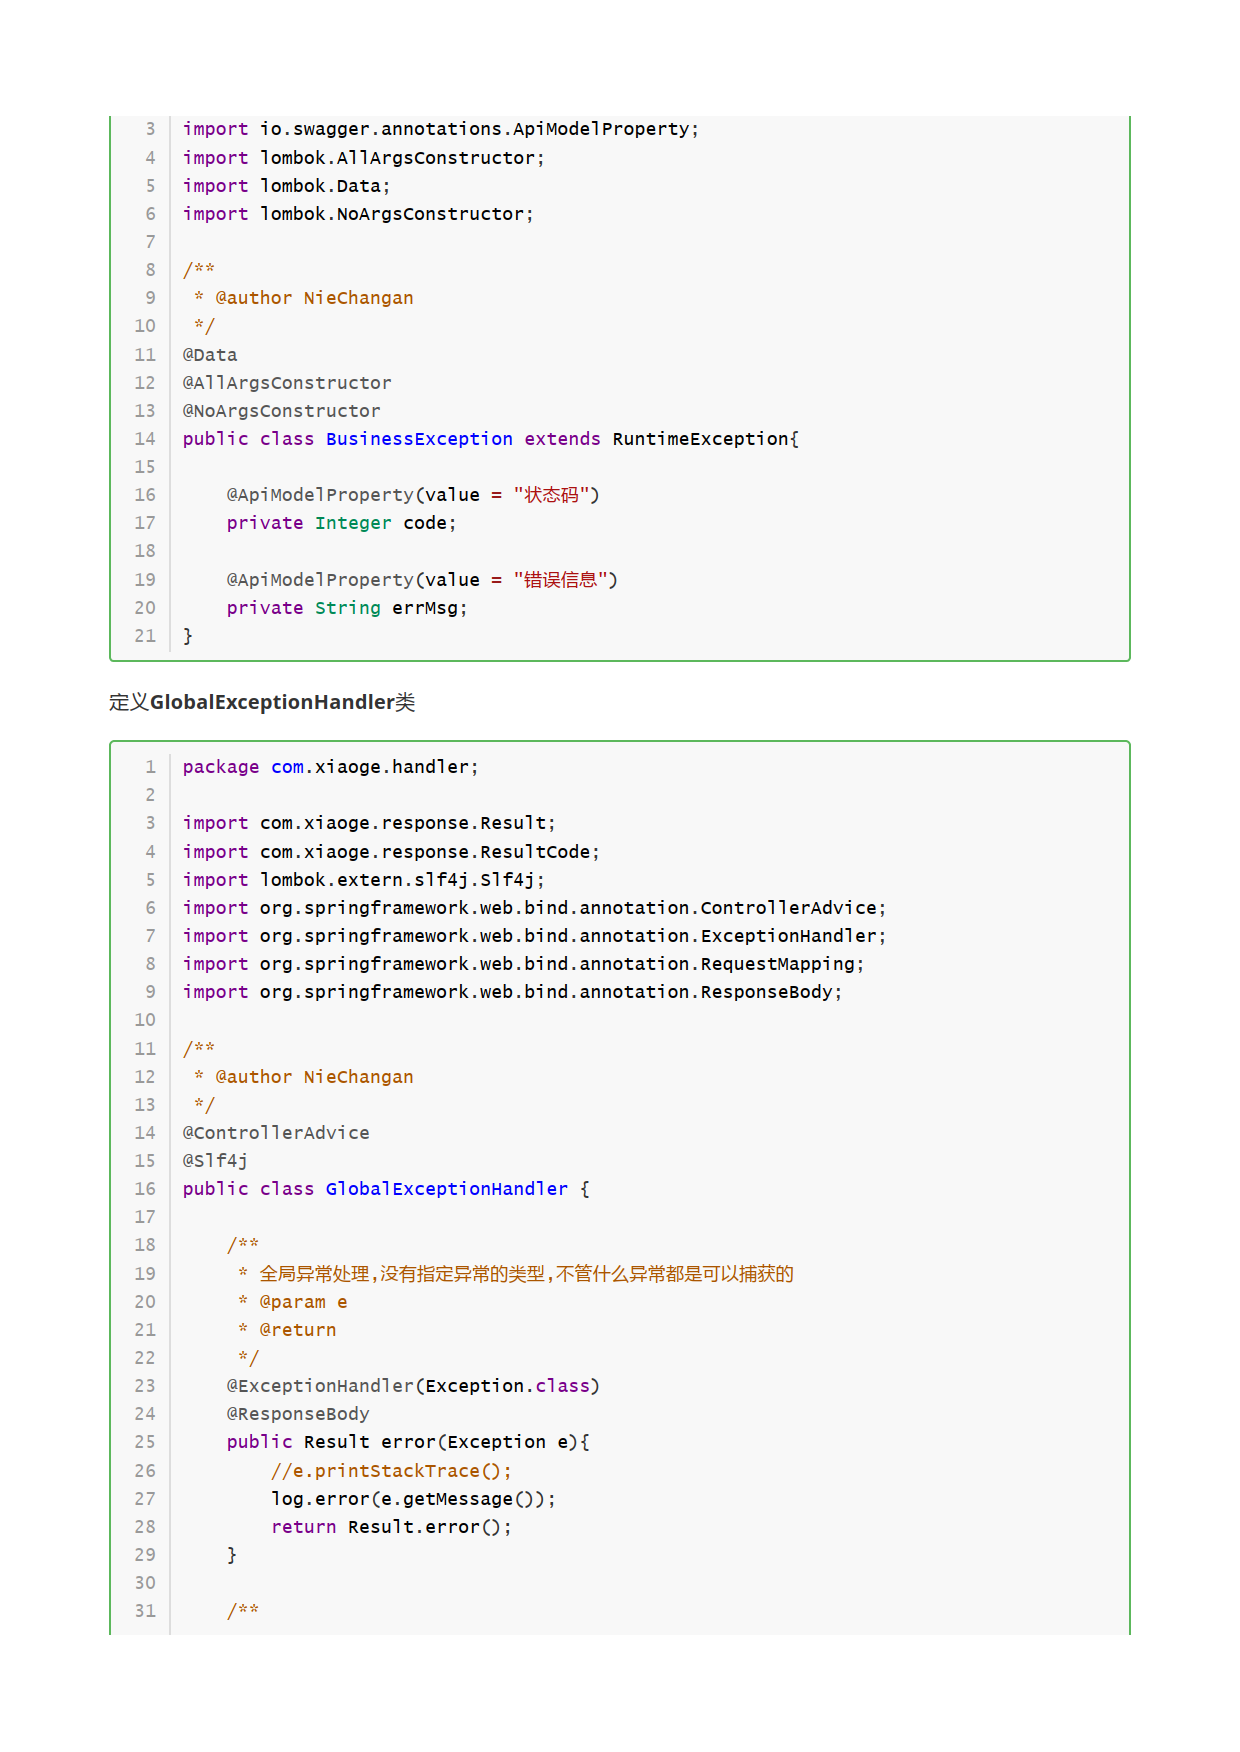 3 import io.swagger.annotations.ApiModelProperty;
4 import lombok.AllArgsConstructor;
5 import lombok.Data;
6 import lombok.NoArgsConstructor;
7
8 /**
9  * @author NieChangan
10  */
11 @Data
12 @AllArgsConstructor
13 @NoArgsConstructor
14 public class BusinessException extends RuntimeException{
15
16     @ApiModelProperty(value = "状态码")
17     private Integer code;
18
19     @ApiModelProperty(value = "错误信息")
20     private String errMsg;
21 }
定义GlobalExceptionHandler类
1 package com.xiaoge.handler;
2
3 import com.xiaoge.response.Result;
4 import com.xiaoge.response.ResultCode;
5 import lombok.extern.slf4j.Slf4j;
6 import org.springframework.web.bind.annotation.ControllerAdvice;
7 import org.springframework.web.bind.annotation.ExceptionHandler;
8 import org.springframework.web.bind.annotation.RequestMapping;
9 import org.springframework.web.bind.annotation.ResponseBody;
10
11 /**
12  * @author NieChangan
13  */
14 @ControllerAdvice
15 @Slf4j
16 public class GlobalExceptionHandler {
17
18     /**
19      * 全局异常处理,没有指定异常的类型,不管什么异常都是可以捕获的
20      * @param e
21      * @return
22      */
23     @ExceptionHandler(Exception.class)
24     @ResponseBody
25     public Result error(Exception e){
26         //e.printStackTrace();
27         log.error(e.getMessage());
28         return Result.error();
29     }
30
31     /**